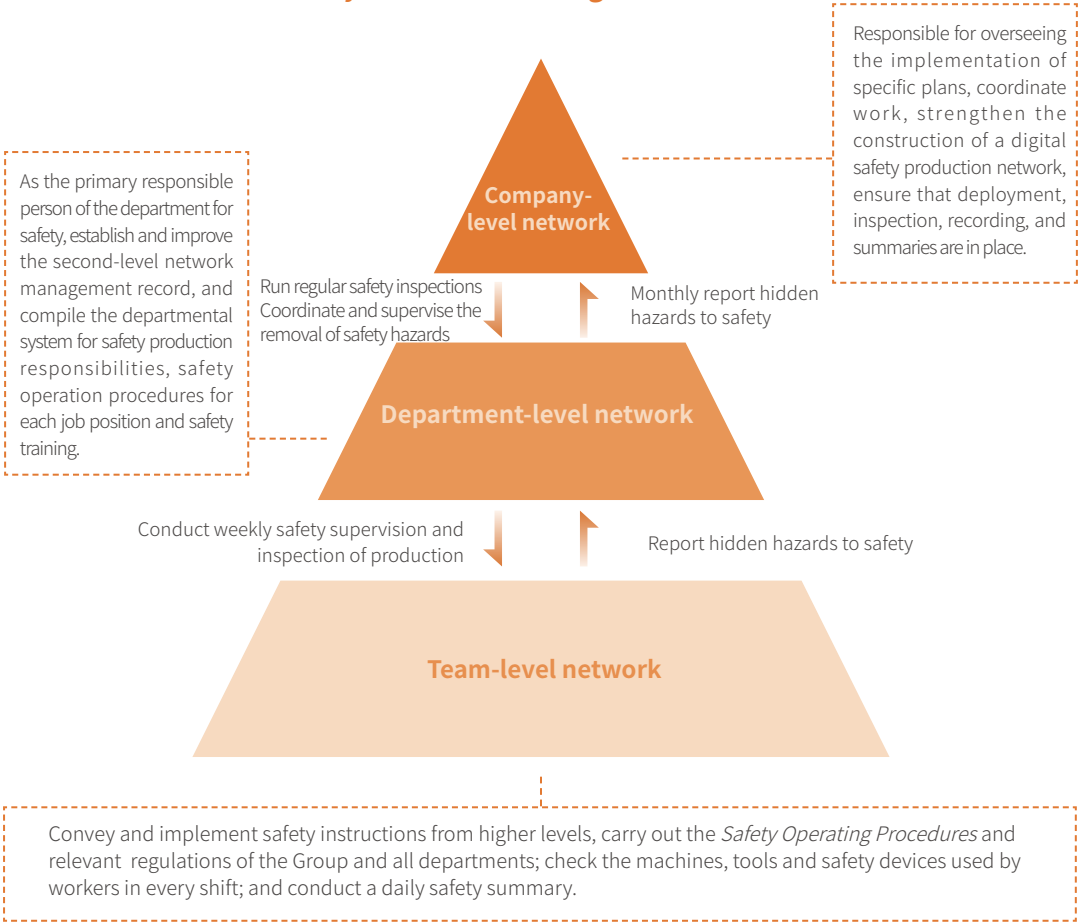 Responsible for overseeing
the implementation of
specific plans, coordinate
work, strengthen the
construction of a digital
safety production network,
ensure that deployment,
inspection, recording, and
summaries are in place.
Company-
level network
As the primary responsible
person of the department for
safety, establish and improve
the second-level network
management record, and
compile the departmental
system for safety production
responsibilities, safety
operation procedures for
each job position and safety
training.
Run regular safety inspections
Coordinate and supervise the
removal of safety hazards
Monthly report hidden
hazards to safety
Department-level network
Conduct weekly safety supervision and
inspection of production
Report hidden hazards to safety
Team-level network
Convey and implement safety instructions from higher levels, carry out the Safety Operating Procedures and
relevant regulations of the Group and all departments; check the machines, tools and safety devices used by
workers in every shift; and conduct a daily safety summary.